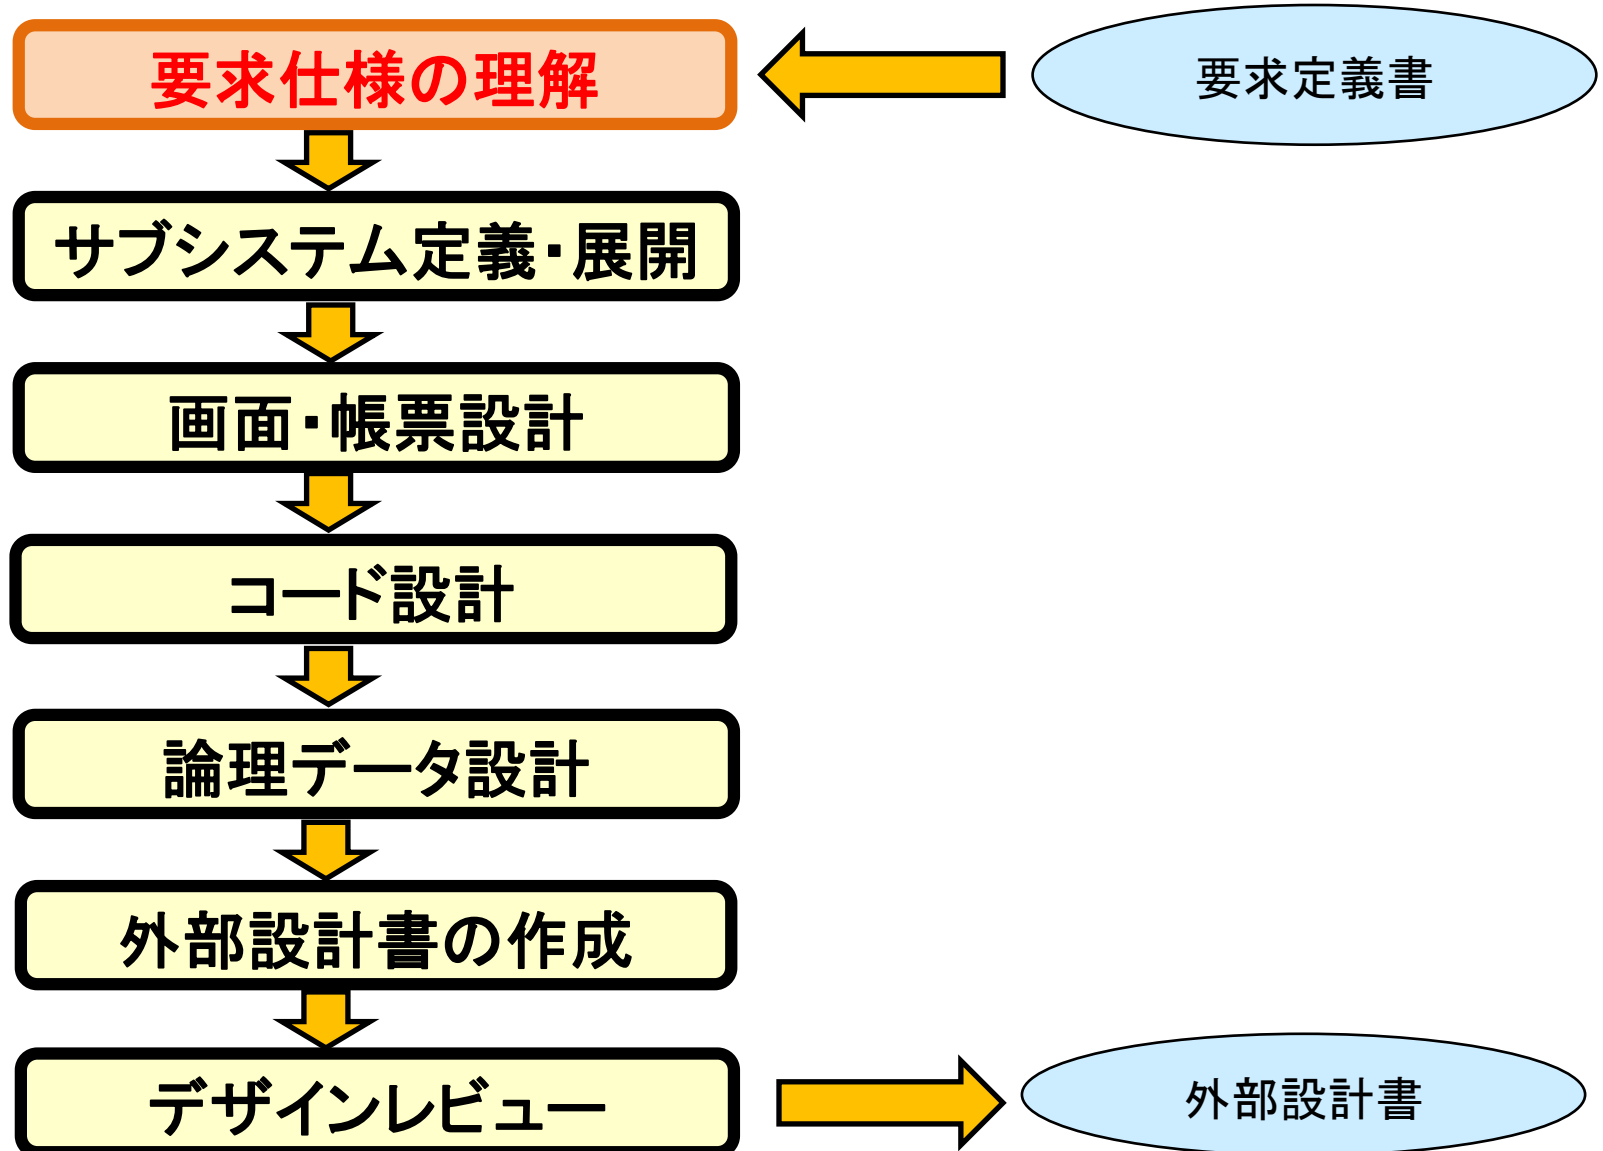 要求仕様の理解
要求定義書
サブシステム定義・展開
画面・帳票設計
コード設計
論理データ設計
外部設計書の作成
デザインレビュー
外部設計書